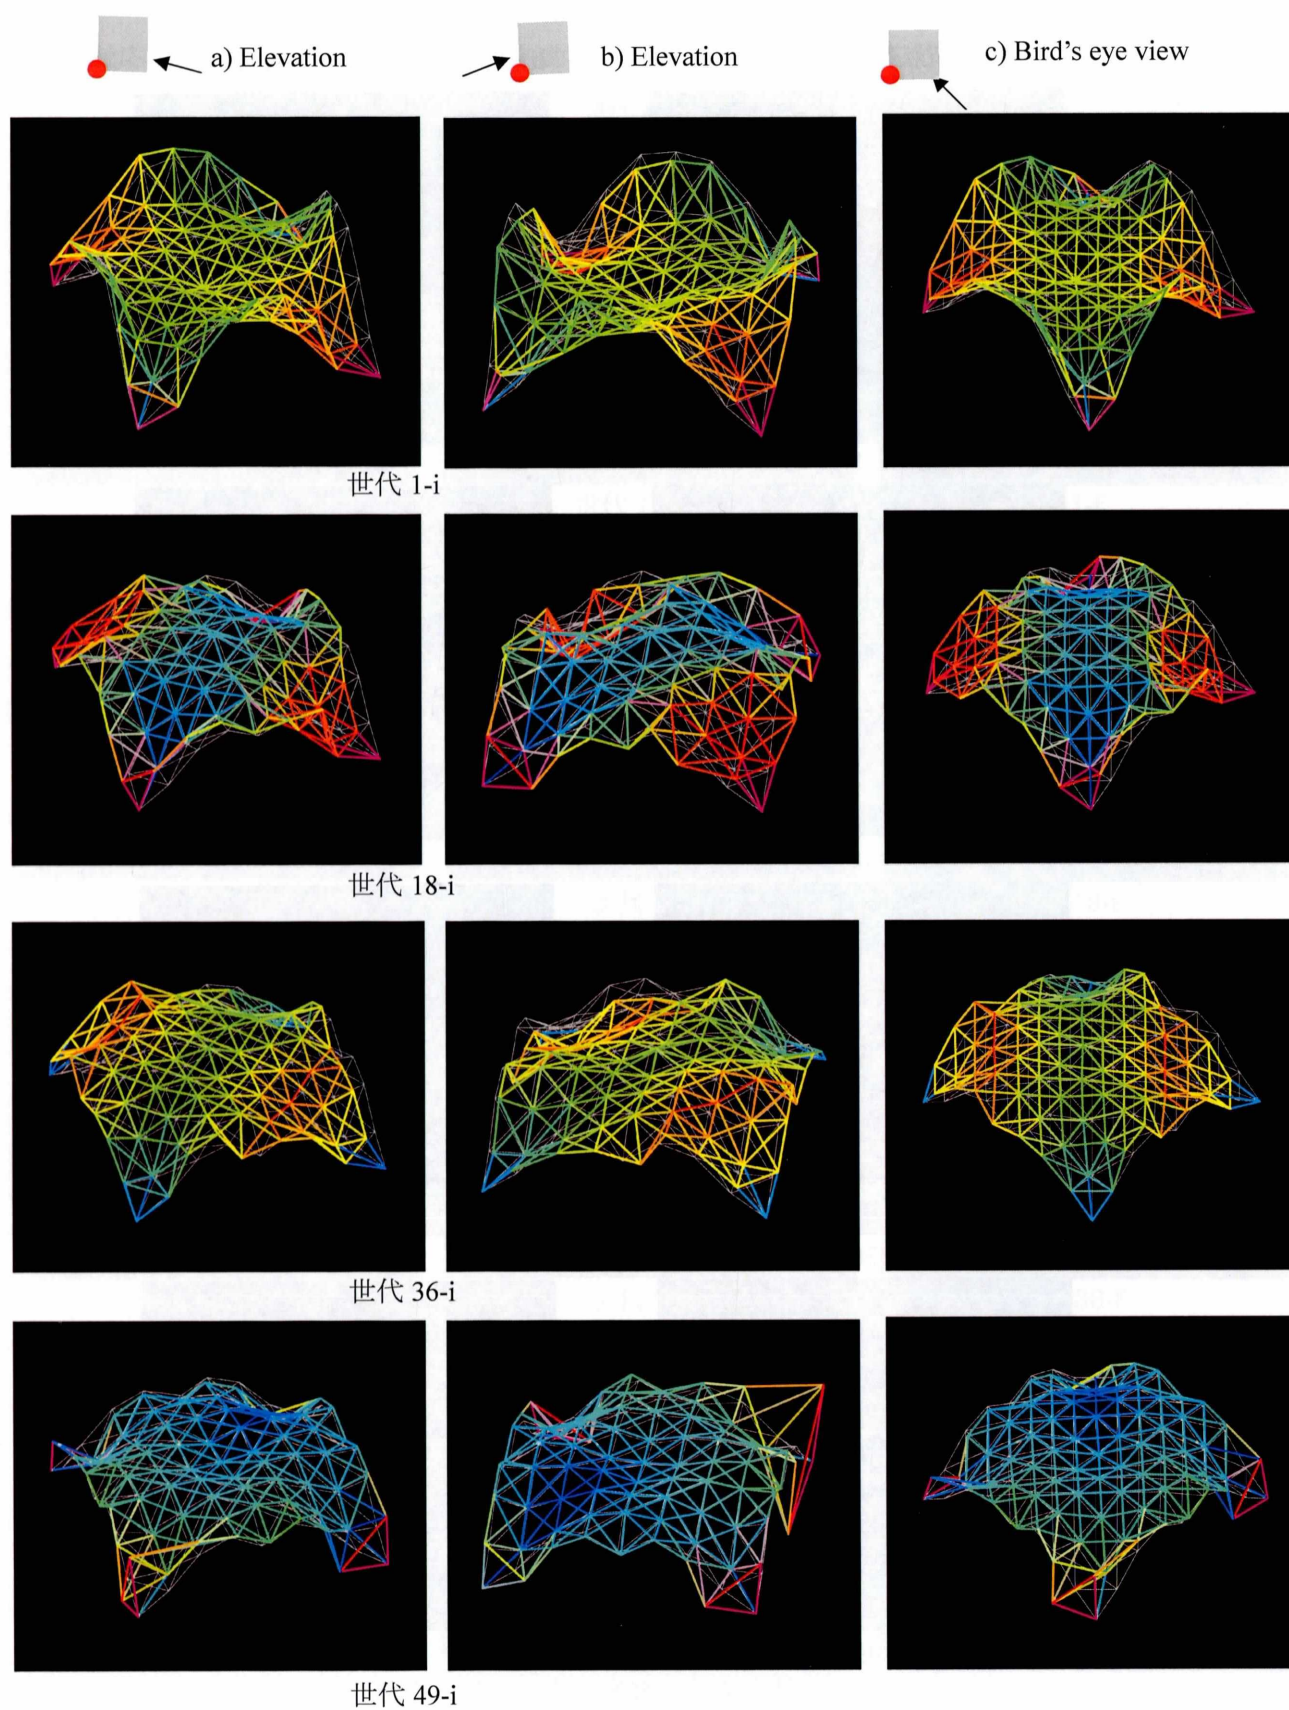 a) Elevation
b) Elevation
c) Bird's eye view
世代 1-i
世代 18-i
世代 36-i
世代 49-i